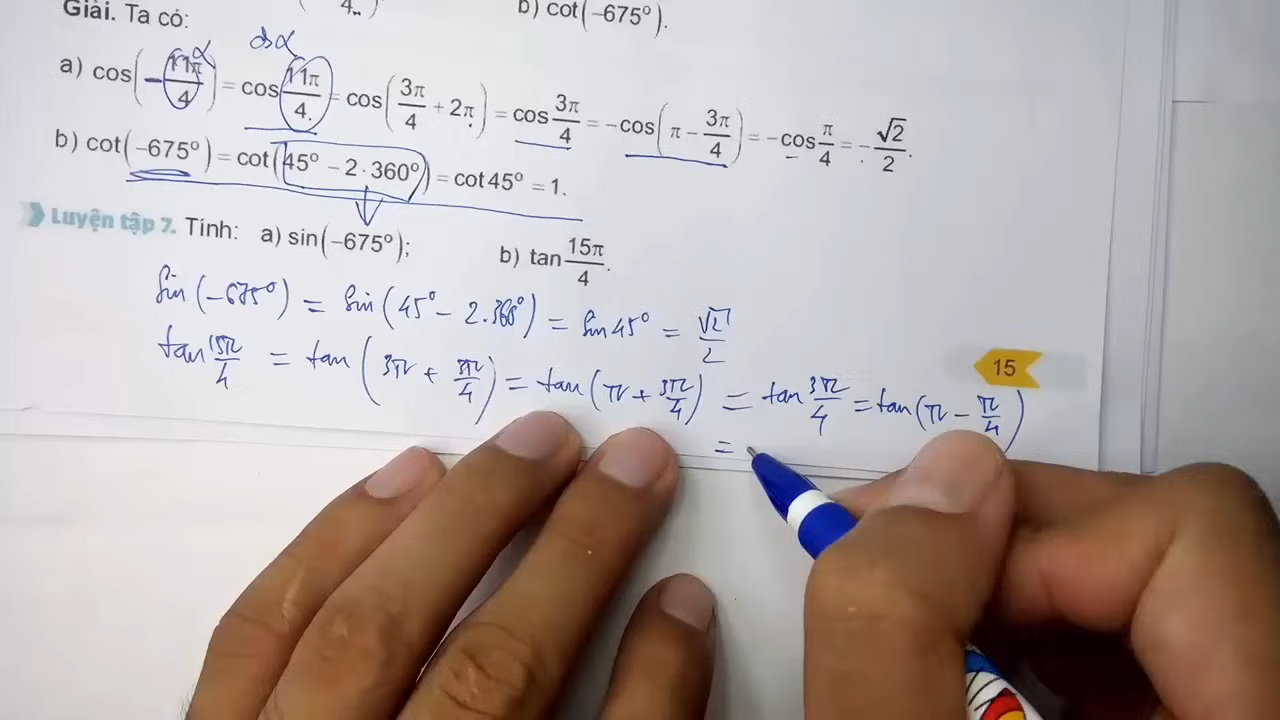 4
b) cot(−675°).
Giải. Ta có:
α cosα
a) cos(−11π/4) = cos 11π/4 = cos(3π/4 + 2π) = cos 3π/4 = −cos(π − 3π/4) = −cos π/4 = −√2/2.
b) cot(−675°) = cot(45° − 2·360°) = cot 45° = 1.
Luyện tập 7. Tính: a) sin(−675°); b) tan 15π/4.
sin(−675°) = sin(45° − 2.360°) = sin 45° = √2/2
tan 15π/4 = tan(3π + 3π/4) = tan(π + 3π/4) = tan 3π/4 = tan(π − π/4)
=
15